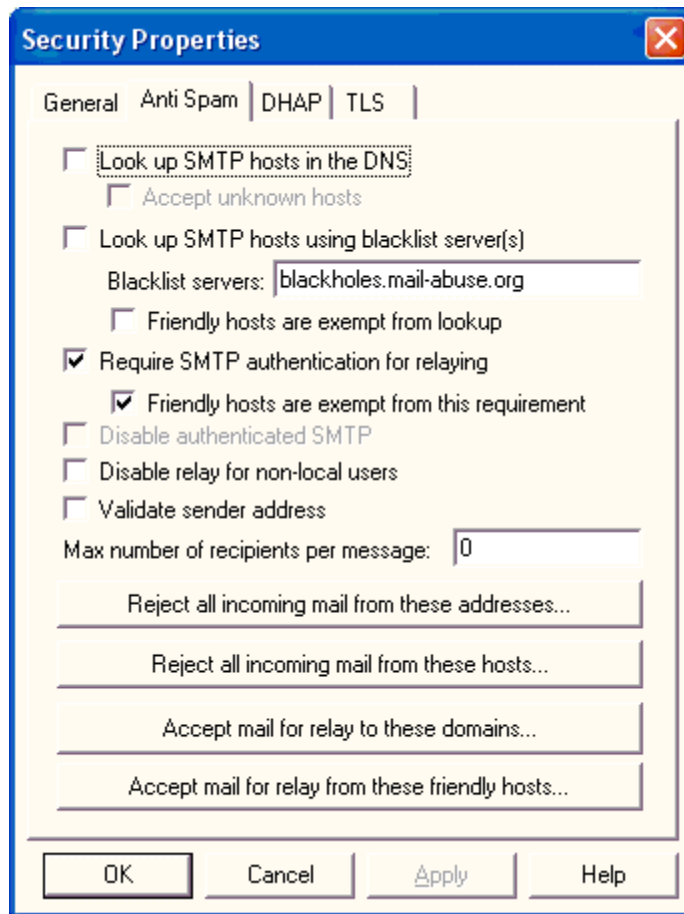 Security Properties
General Anti Spam DHAP TLS
Look up SMTP hosts in the DNS
Accept unknown hosts
Look up SMTP hosts using blacklist server(s)
Blacklist servers: blackholes.mail-abuse.org
Friendly hosts are exempt from lookup
Require SMTP authentication for relaying
Friendly hosts are exempt from this requirement
Disable authenticated SMTP
Disable relay for non-local users
Validate sender address
Max number of recipients per message: 0
Reject all incoming mail from these addresses...
Reject all incoming mail from these hosts...
Accept mail for relay to these domains...
Accept mail for relay from these friendly hosts...
OK Cancel Apply Help